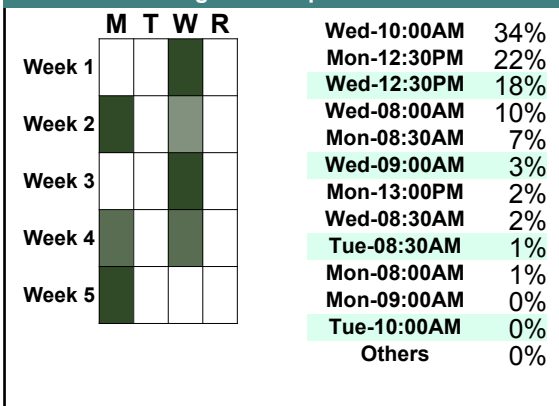 M T W R
Week 1
Week 2
Week 3
Week 4
Week 5
Wed-10:00AM 34%
Mon-12:30PM 22%
Wed-12:30PM 18%
Wed-08:00AM 10%
Mon-08:30AM 7%
Wed-09:00AM 3%
Mon-13:00PM 2%
Wed-08:30AM 2%
Tue-08:30AM 1%
Mon-08:00AM 1%
Mon-09:00AM 0%
Tue-10:00AM 0%
Others 0%